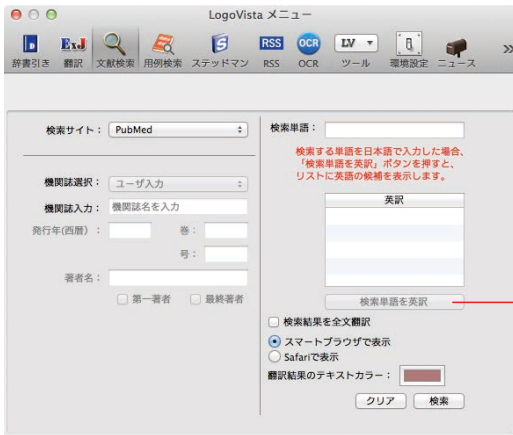 LogoVista メニュー
b ExJ S RSS OCR LV
辞書引き 翻訳 文献検索 用例検索 ステッドマン RSS OCR ツール 環境設定 ニュース
検索サイト： PubMed
機関誌選択： ユーザ入力
機関誌入力： 機関誌名を入力
発行年(西暦)： 巻：
号：
著者名：
第一著者 最終著者
検索単語：
検索する単語を日本語で入力した場合、
「検索単語を英訳」ボタンを押すと、
リストに英語の候補を表示します。
英訳
検索単語を英訳
検索結果を全文翻訳
スマートブラウザで表示
Safariで表示
翻訳結果のテキストカラー：
クリア 検索